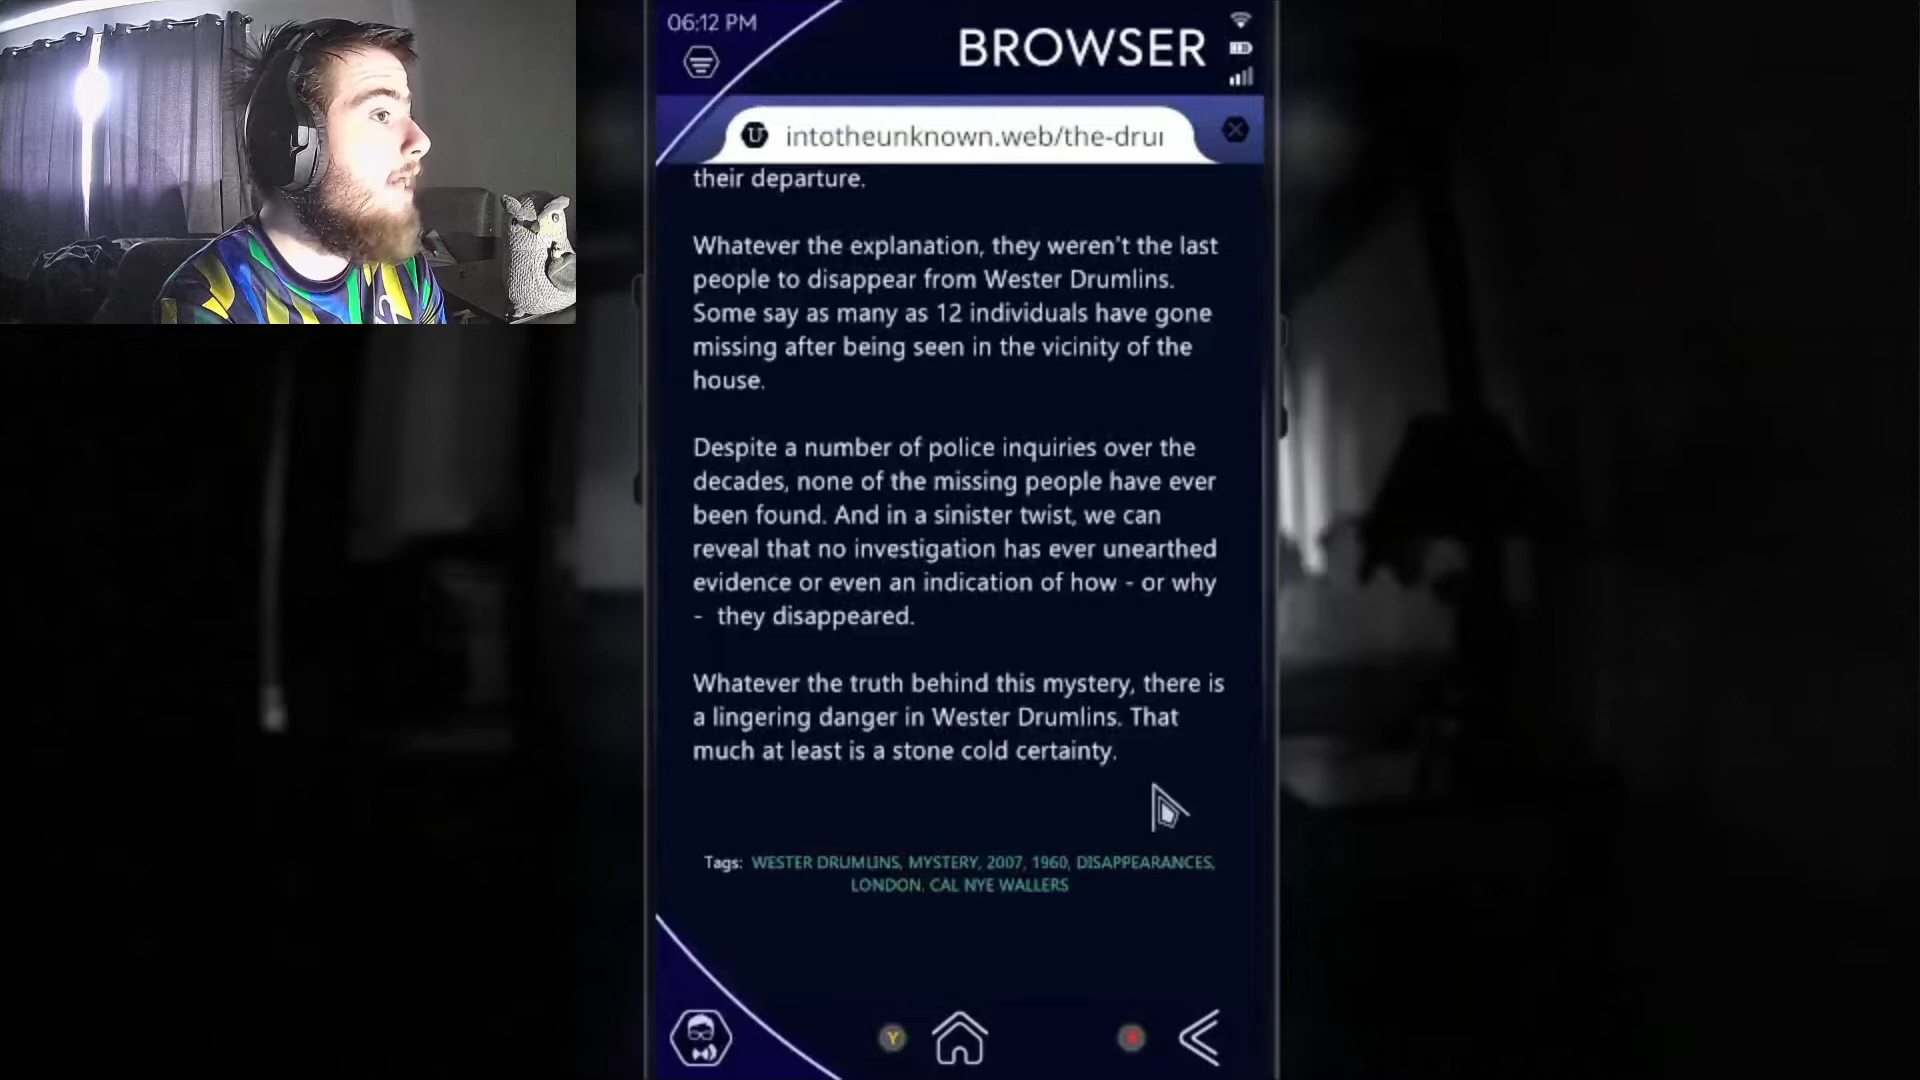 06:12 PM
BROWSER
U
intotheunknown.web/the-dru
their departure.
Whatever the explanation, they weren't the last
people to disappear from Wester Drumlins.
Some say as many as 12 individuals have gone
missing after being seen in the vicinity of the
house.
Despite a number of police inquiries over the
decades, none of the missing people have ever
been found. And in a sinister twist, we can
reveal that no investigation has ever unearthed
evidence or even an indication of how - or why
- they disappeared.
Whatever the truth behind this mystery, there is
a lingering danger in Wester Drumlins. That
much at least is a stone cold certainty.
Tags: WESTER DRUMLINS, MYSTERY, 2007, 1960, DISAPPEARANCES,
LONDON, CAL NYE WALLERS
Y